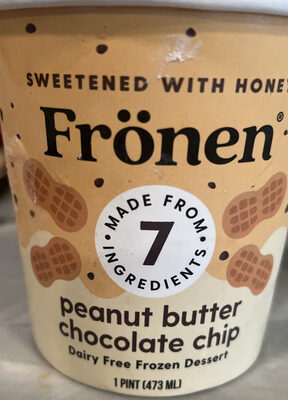 SWEETENED WITH HONEY
Frönen®
MADE FROM
7
INGREDIENTS
peanut butter
chocolate chip
Dairy Free Frozen Dessert
1 PINT (473 ML)